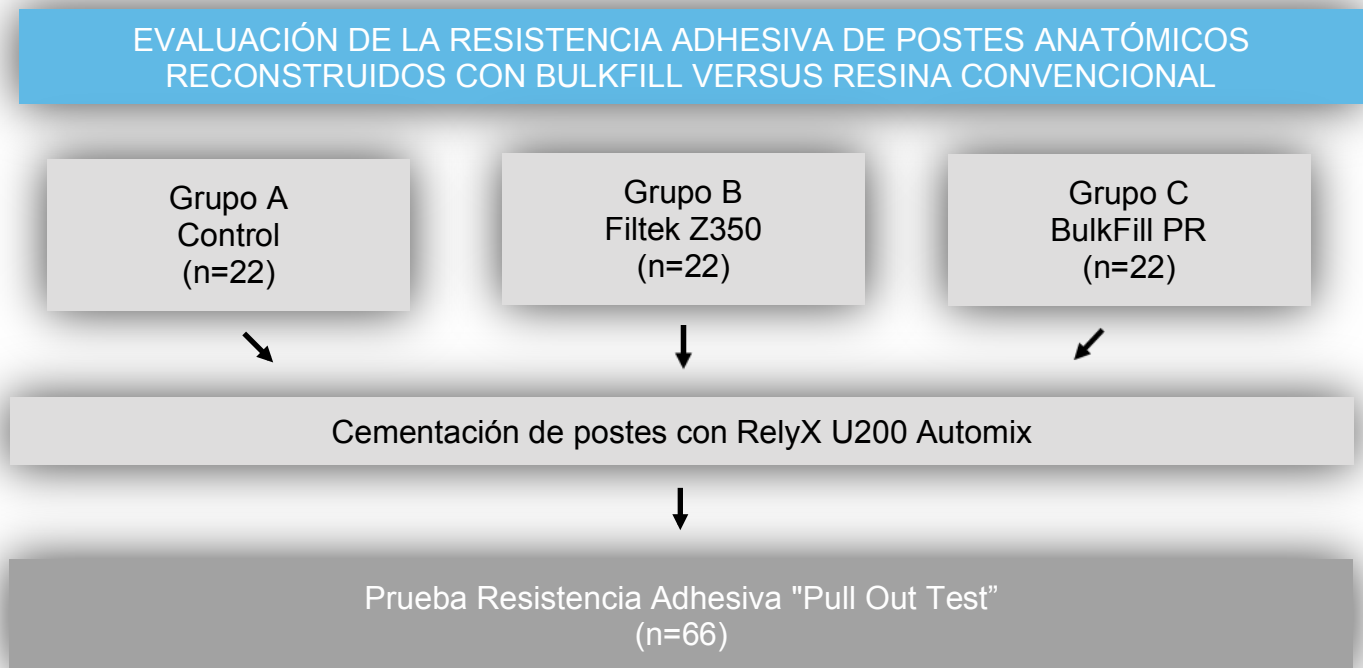 EVALUACIÓN DE LA RESISTENCIA ADHESIVA DE POSTES ANATÓMICOS
RECONSTRUIDOS CON BULKFILL VERSUS RESINA CONVENCIONAL
Grupo A
Control
(n=22)
Grupo B
Filtek Z350
(n=22)
Grupo C
BulkFill PR
(n=22)
Cementación de postes con RelyX U200 Automix
Prueba Resistencia Adhesiva "Pull Out Test”
(n=66)